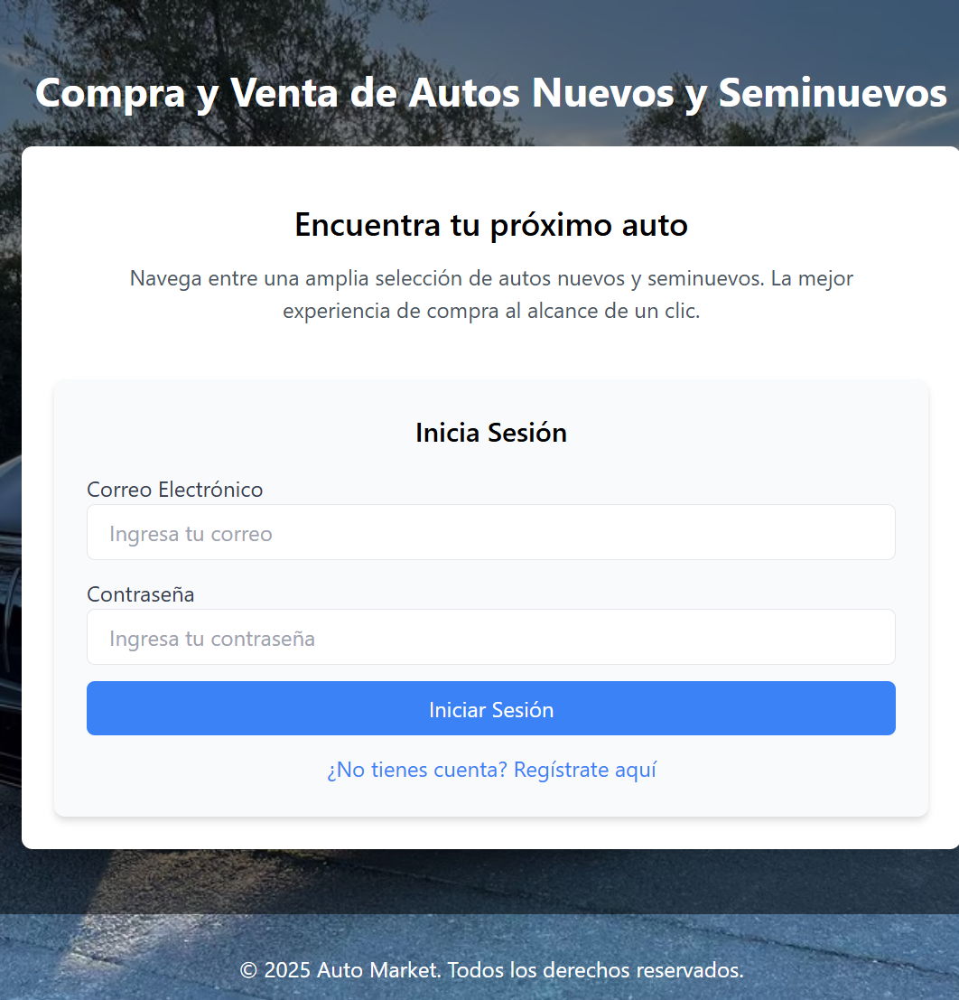 Compra y Venta de Autos Nuevos y Seminuevos
Encuentra tu próximo auto
Navega entre una amplia selección de autos nuevos y seminuevos. La mejor
experiencia de compra al alcance de un clic.
Inicia Sesión
Correo Electrónico
Ingresa tu correo
Contraseña
Ingresa tu contraseña
Iniciar Sesión
¿No tienes cuenta? Regístrate aquí
© 2025 Auto Market. Todos los derechos reservados.